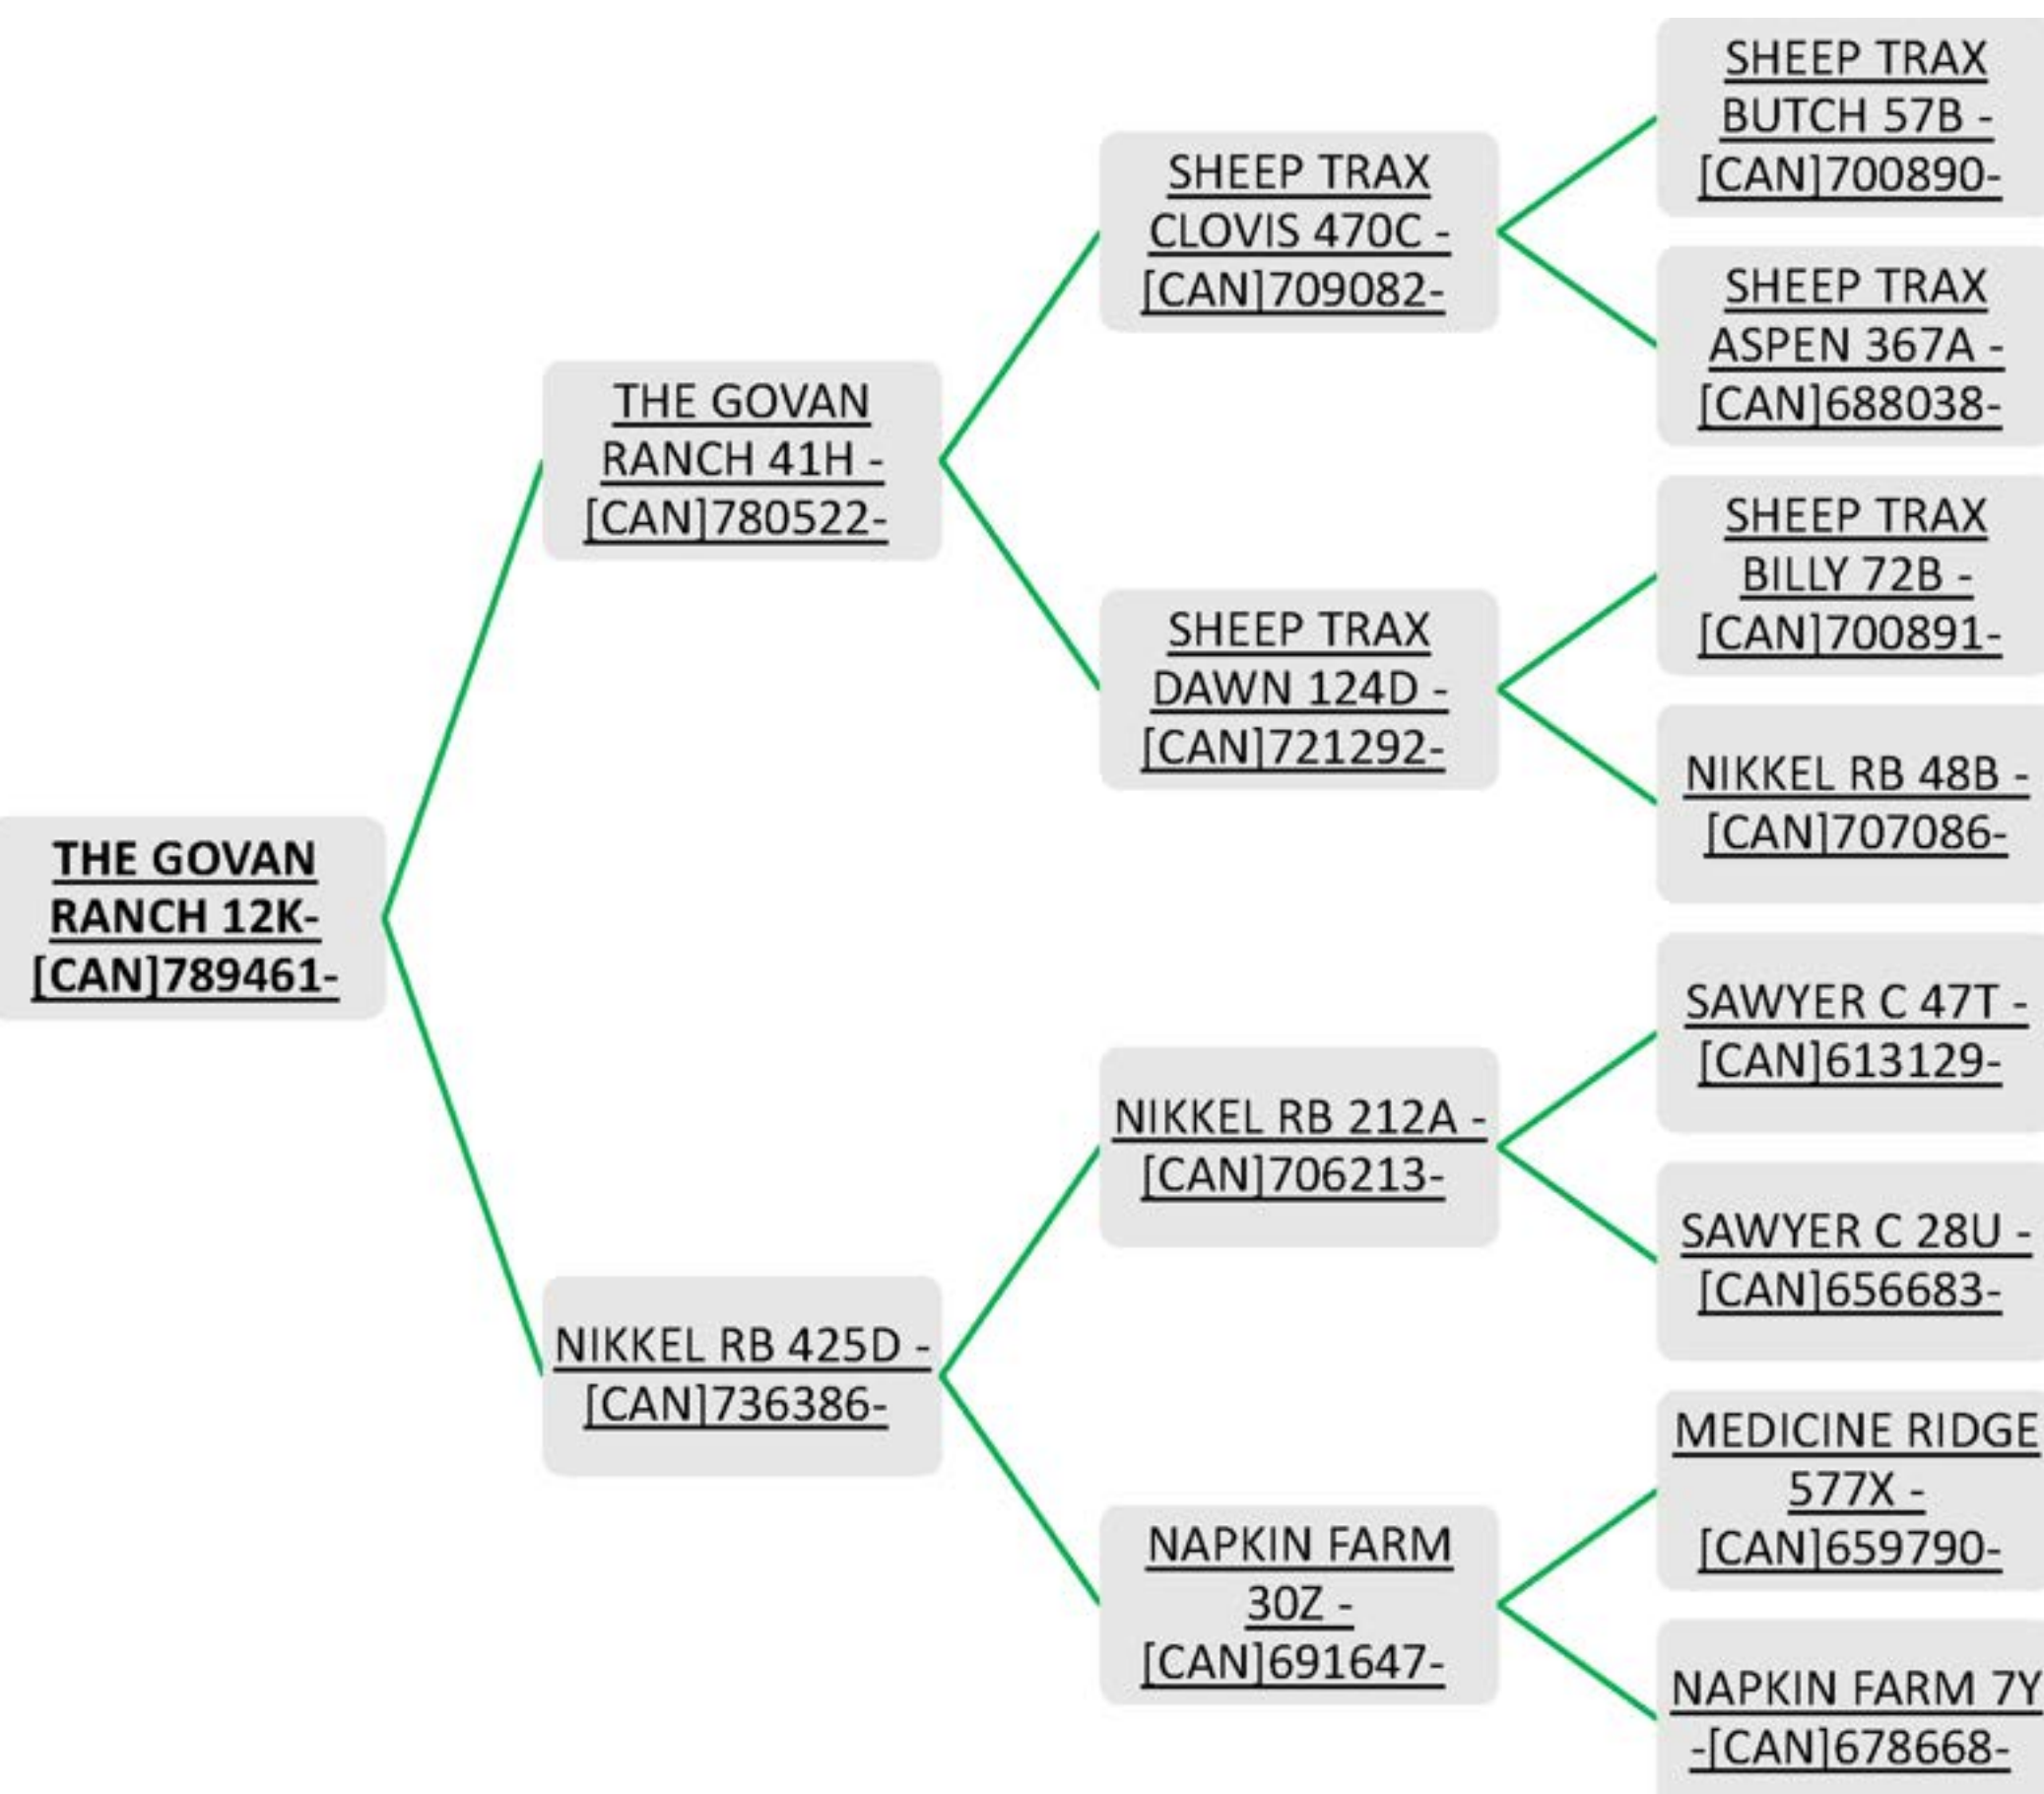 THE GOVAN
RANCH 12K-
[CAN]789461-
THE GOVAN
RANCH 41H -
[CAN]780522-
NIKKEL RB 425D -
[CAN]736386-
SHEEP TRAX
CLOVIS 470C -
[CAN]709082-
SHEEP TRAX
DAWN 124D -
[CAN]721292-
NIKKEL RB 212A -
[CAN]706213-
NAPKIN FARM
30Z -
[CAN]691647-
SHEEP TRAX
BUTCH 57B -
[CAN]700890-
SHEEP TRAX
ASPEN 367A -
[CAN]688038-
SHEEP TRAX
BILLY 72B -
[CAN]700891-
NIKKEL RB 48B -
[CAN]707086-
SAWYER C 47T -
[CAN]613129-
SAWYER C 28U -
[CAN]656683-
MEDICINE RIDGE
577X -
[CAN]659790-
NAPKIN FARM 7Y
-[CAN]678668-